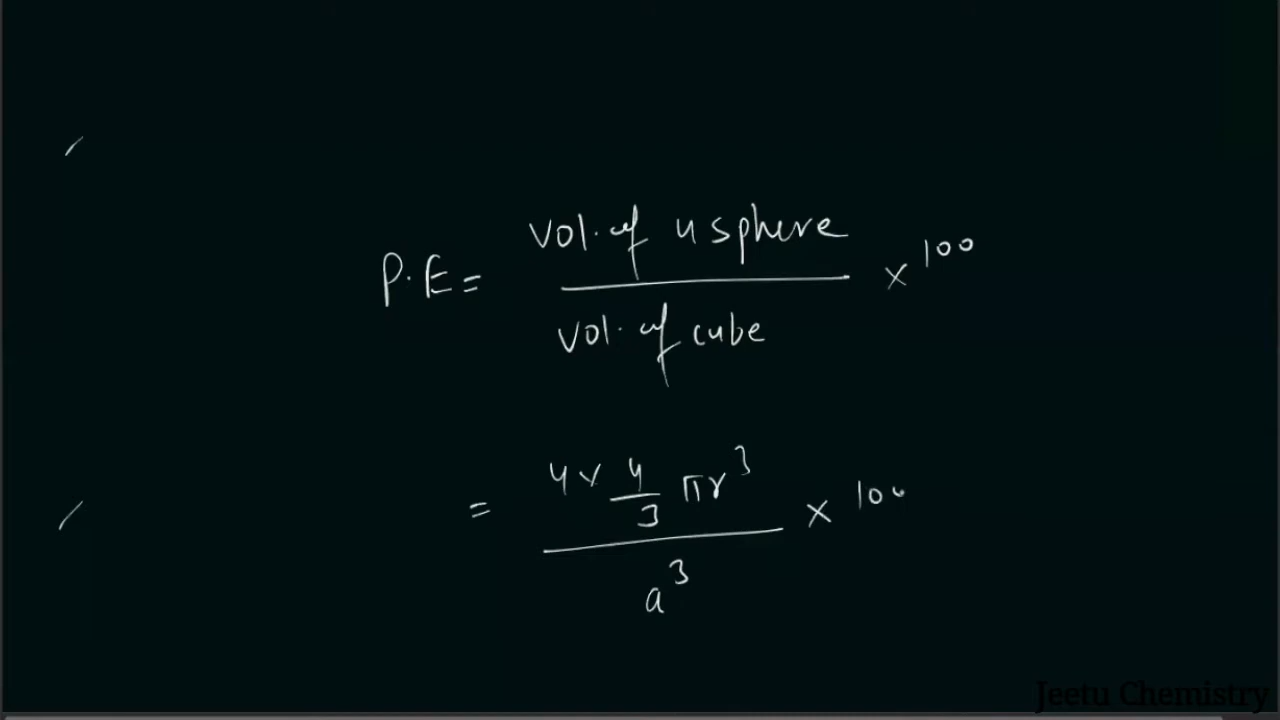 P.E = vol. of 4 sphere / vol. of cube × 100
= 4 × 4/3 πr³ / a³ × 100
Jeetu Chemistry